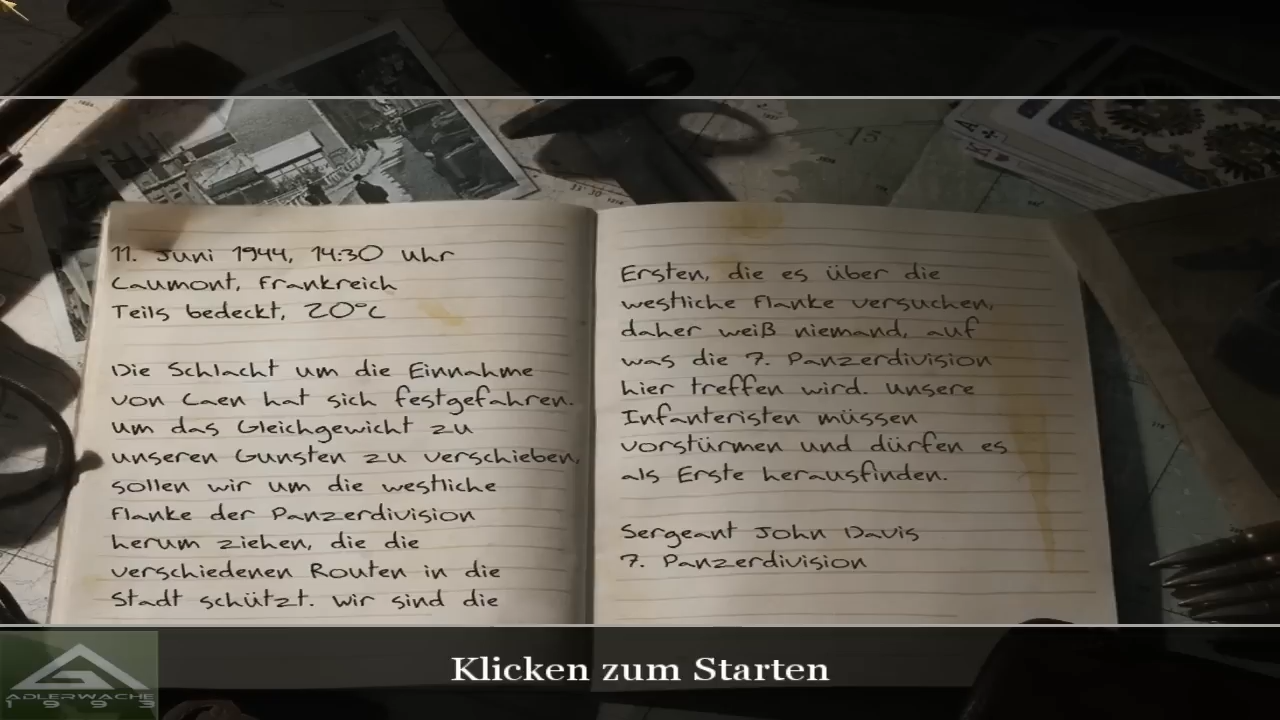 11. Juni 1944, 14:30 Uhr
Caumont, Frankreich
Teils bedeckt, 20°C
Die Schlacht um die Einnahme
von Caen hat sich festgefahren.
Um das Gleichgewicht zu
unseren Gunsten zu verschieben,
sollen wir um die westliche
Flanke der Panzerdivision
herum ziehen, die die
verschiedenen Routen in die
Stadt schützt. Wir sind die
Ersten, die es über die
westliche Flanke versuchen,
daher weiß niemand, auf
was die 7. Panzerdivision
hier treffen wird. Unsere
Infanteristen müssen
vorstürmen und dürfen es
als Erste herausfinden.
Sergeant John Davis
7. Panzerdivision
Klicken zum Starten
ADLERWACHE
1993